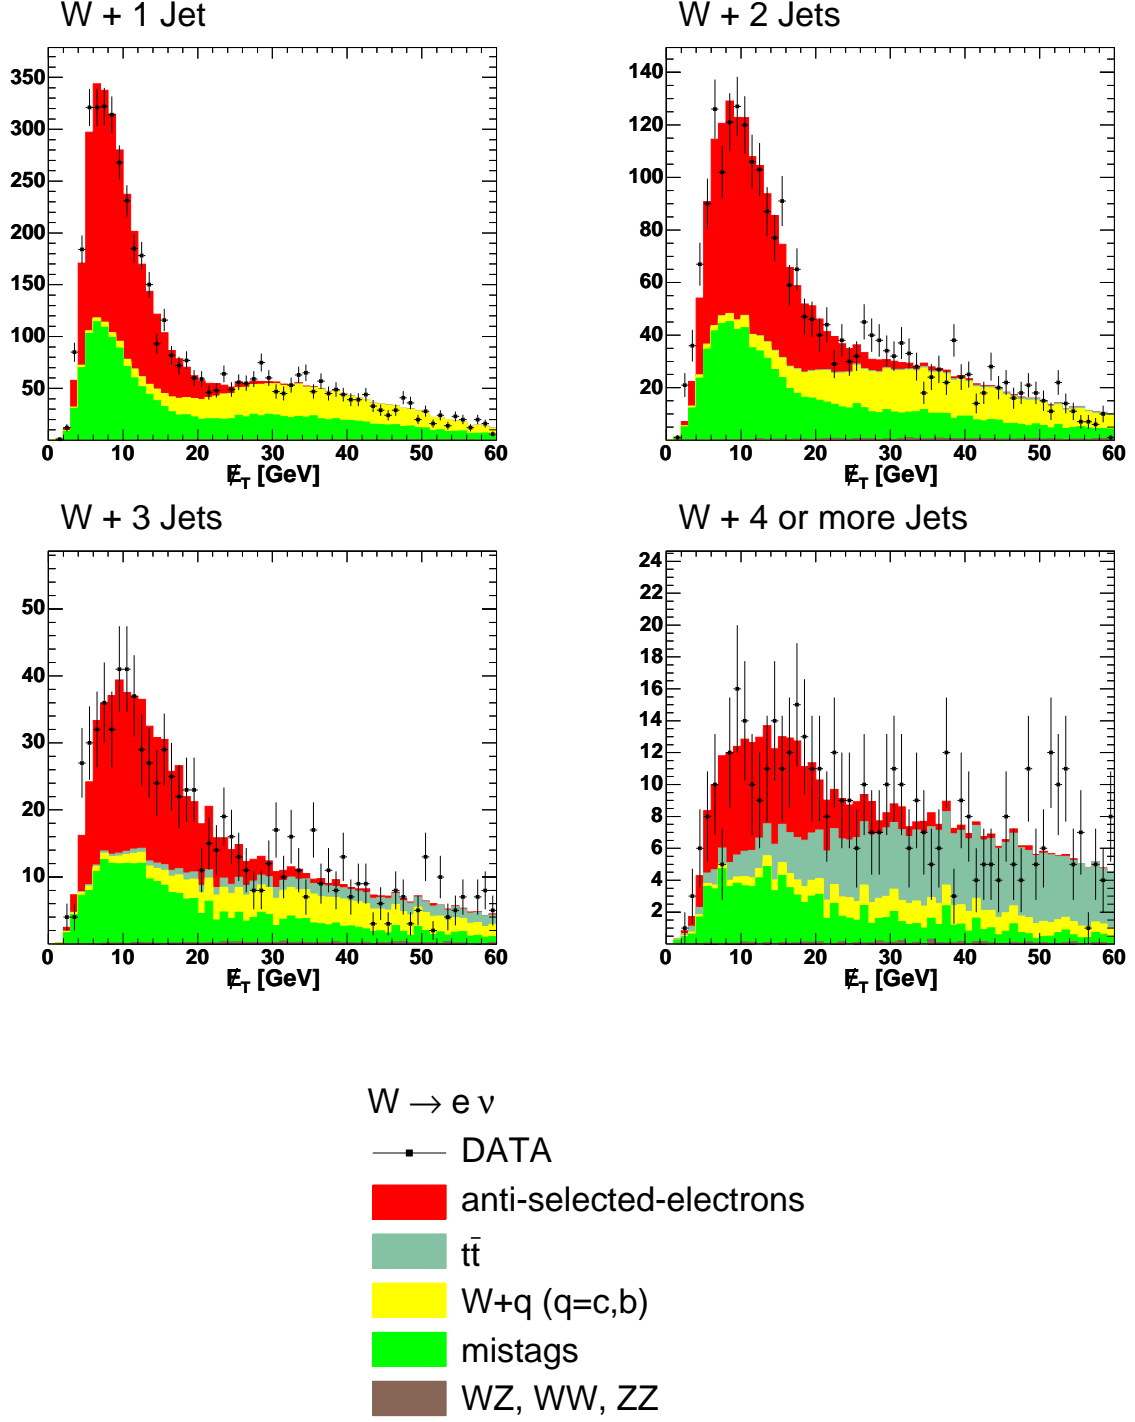 W + 1 Jet
350
300
250
200
150
100
50
0 10 20 30 40 50 60
E̸T [GeV]
W + 2 Jets
140
120
100
80
60
40
20
0 10 20 30 40 50 60
E̸T [GeV]
W + 3 Jets
50
40
30
20
10
0 10 20 30 40 50 60
E̸T [GeV]
W + 4 or more Jets
24
22
20
18
16
14
12
10
8
6
4
2
0 10 20 30 40 50 60
E̸T [GeV]
W → e ν
DATA
anti-selected-electrons
tt̄
W+q (q=c,b)
mistags
WZ, WW, ZZ